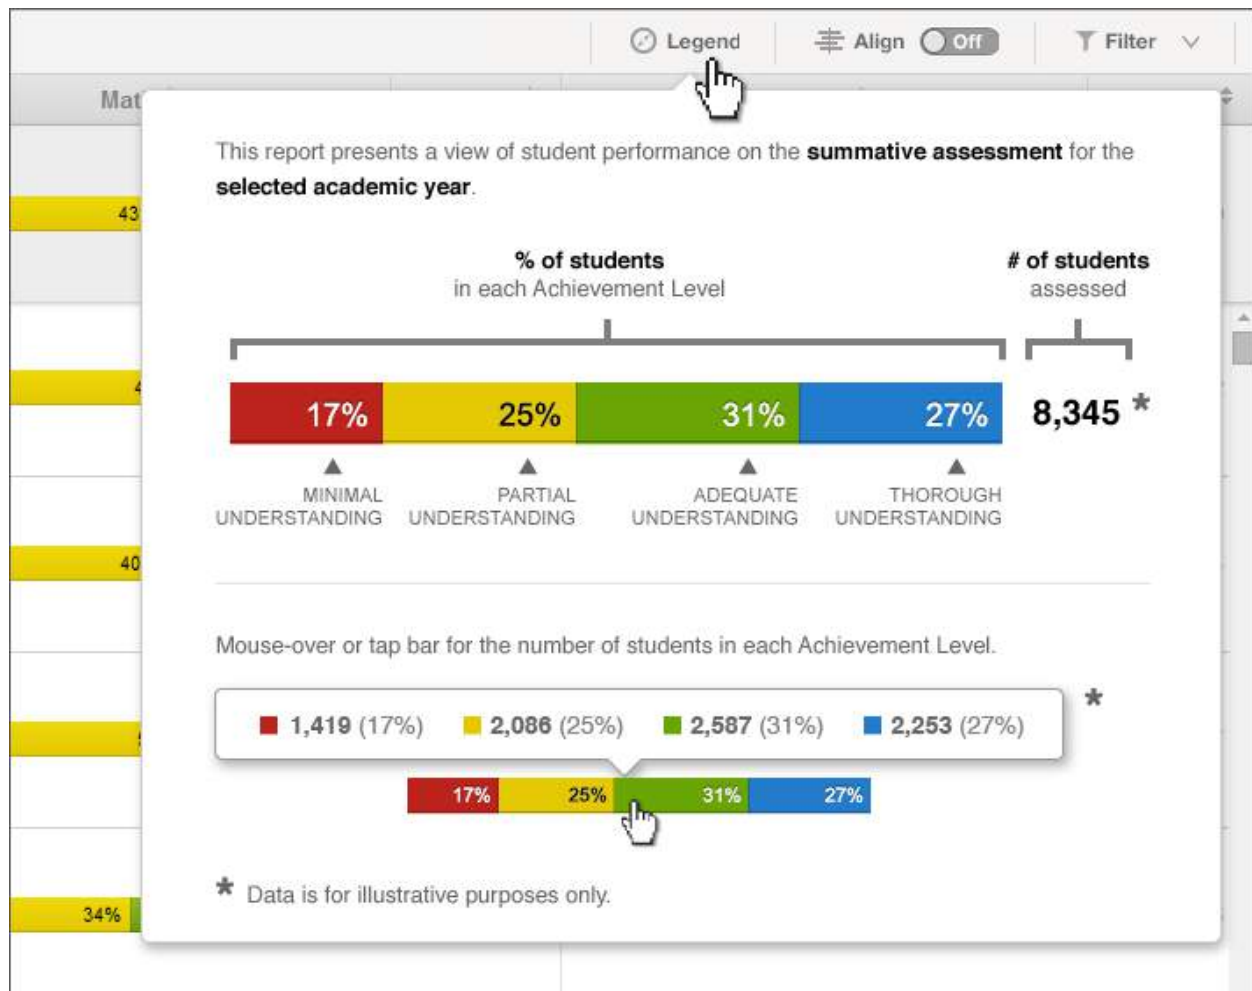 Legend Align Off Filter
Mat
This report presents a view of student performance on the summative assessment for the
selected academic year.
43
% of students
in each Achievement Level
# of students
assessed
4
17% 25% 31% 27% 8,345 *
MINIMAL
UNDERSTANDING
PARTIAL
UNDERSTANDING
ADEQUATE
UNDERSTANDING
THOROUGH
UNDERSTANDING
40
Mouse-over or tap bar for the number of students in each Achievement Level.
1,419 (17%) 2,086 (25%) 2,587 (31%) 2,253 (27%) *
17% 25% 31% 27%
* Data is for illustrative purposes only.
34%